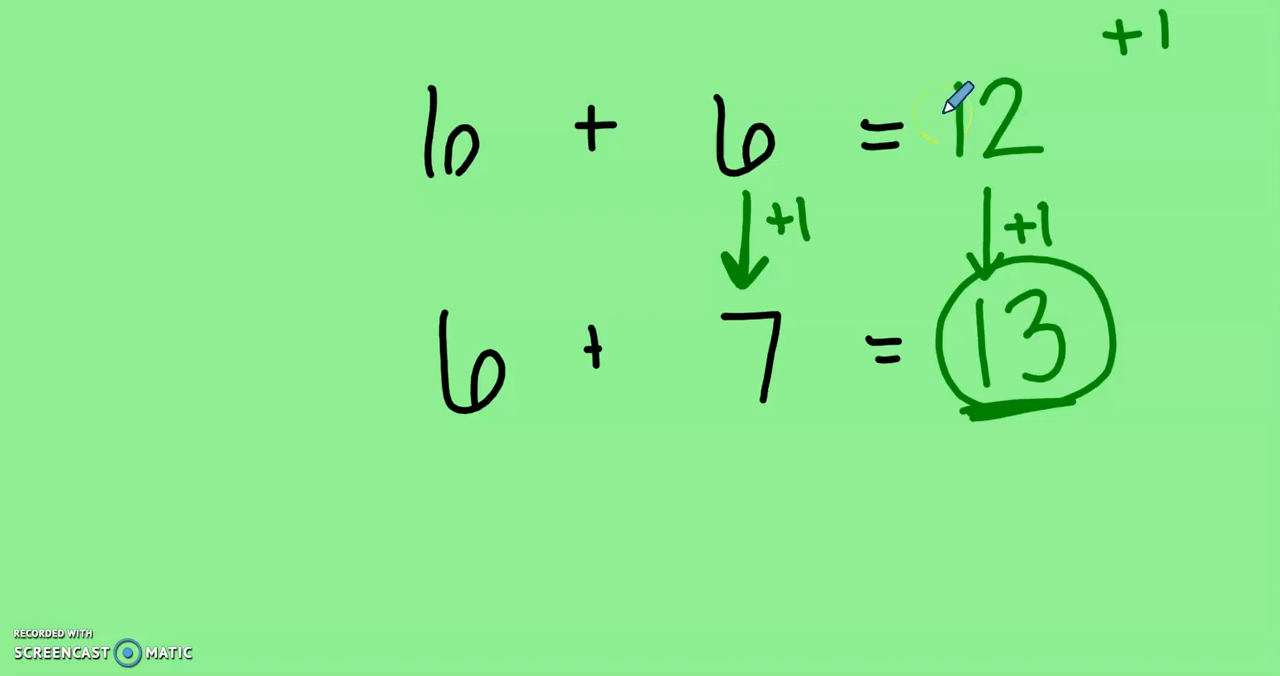 +1
6 + 6 = 12
+1 +1
6 + 7 = 13
RECORDED WITH
SCREENCAST MATIC